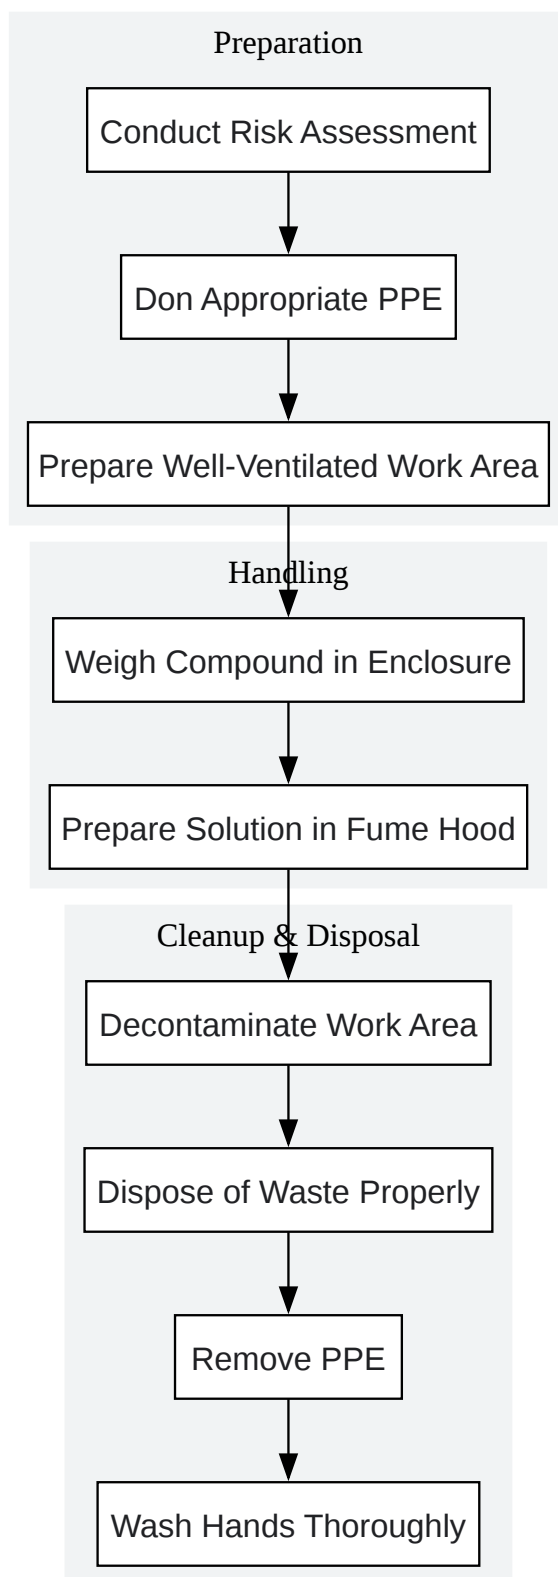 Preparation
Conduct Risk Assessment
Don Appropriate PPE
Prepare Well-Ventilated Work Area
Handling
Weigh Compound in Enclosure
Prepare Solution in Fume Hood
Cleanup & Disposal
Decontaminate Work Area
Dispose of Waste Properly
Remove PPE
Wash Hands Thoroughly